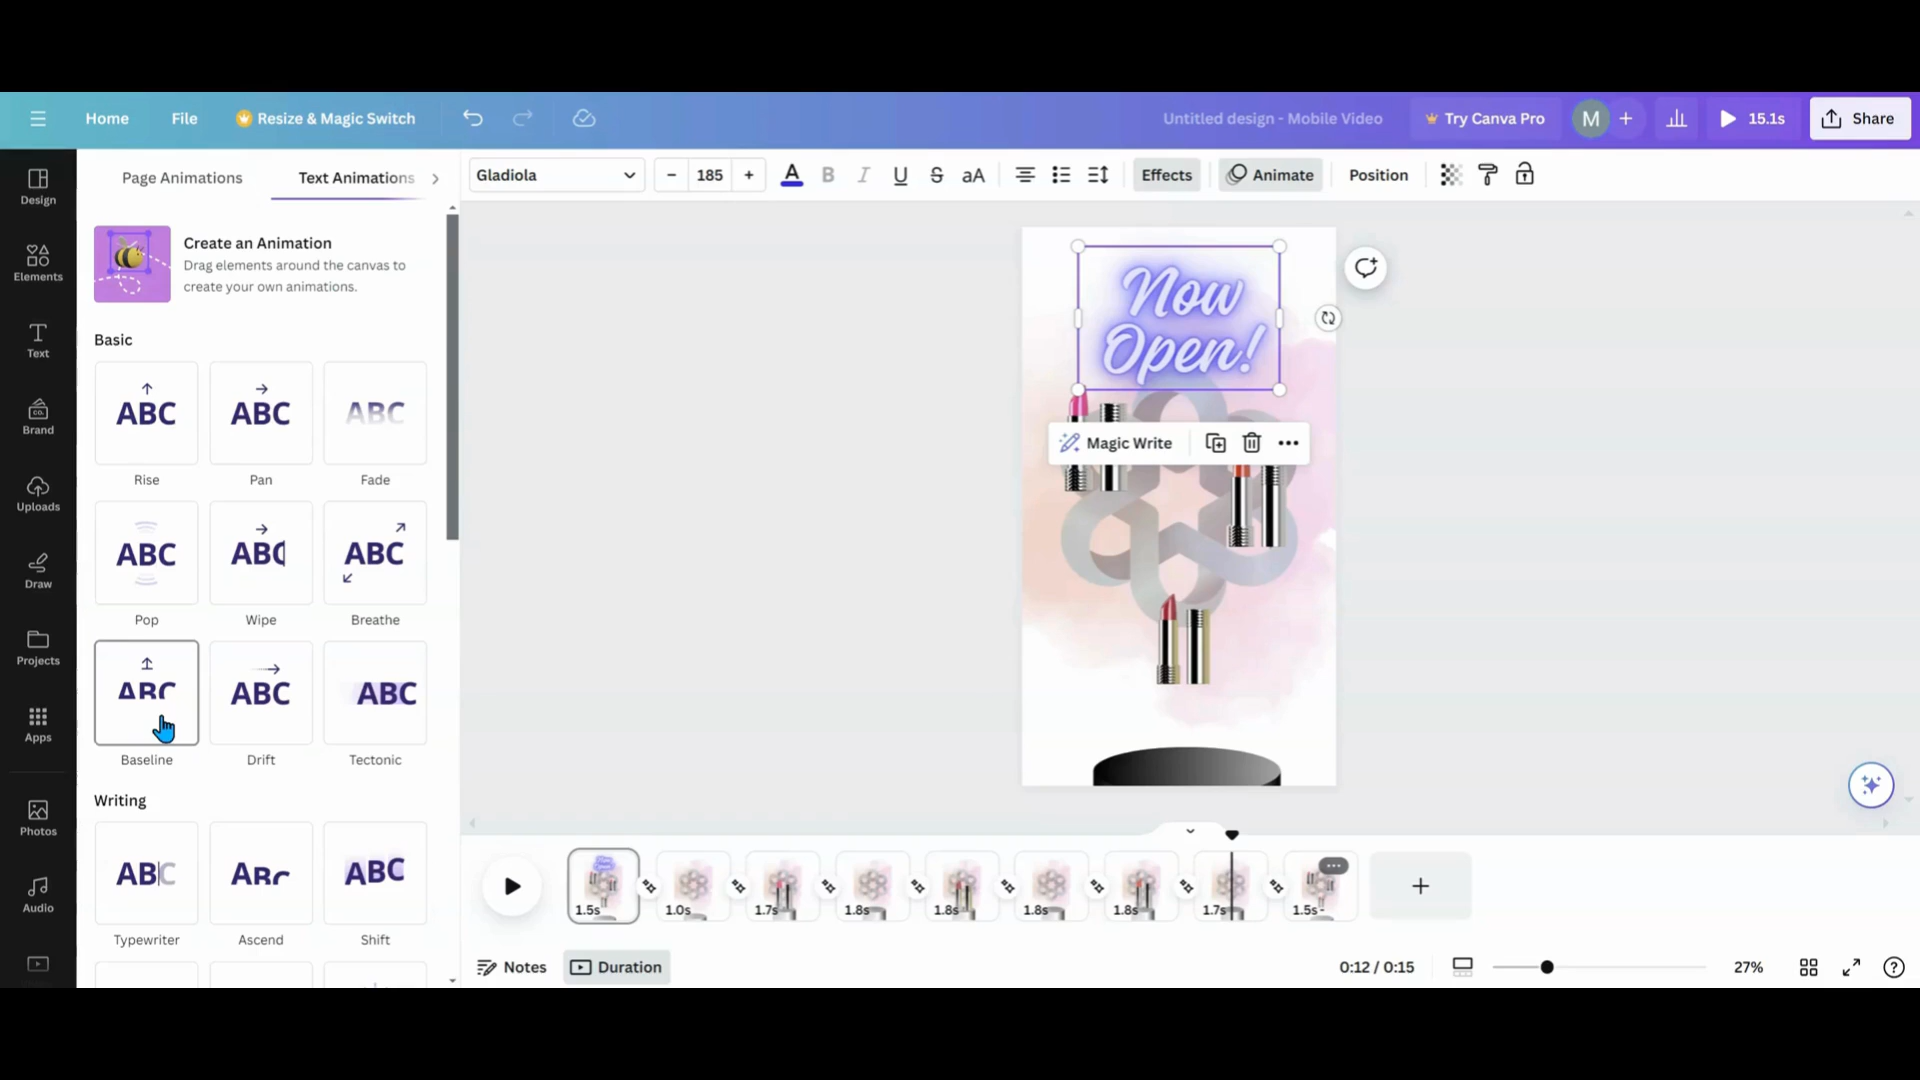 Home File Resize & Magic Switch Untitled design - Mobile Video Try Canva Pro M + 15.1s Share
Design
Elements
Text
Brand
Uploads
Draw
Projects
Apps
Photos
Audio
Page Animations Text Animations
Create an Animation
Drag elements around the canvas to
create your own animations.
Basic
ABC ABC ABC
Rise Pan Fade
ABC ABC ABC
Pop Wipe Breathe
ABC ABC ABC
Baseline Drift Tectonic
Writing
ABC ABC ABC
Typewriter Ascend Shift
Gladiola − 185 + A B I U S aA Effects Animate Position
Now
Open!
Magic Write
1.5s 1.0s 1.7s 1.8s 1.8s 1.8s 1.8s 1.7s 1.5s
Notes Duration 0:12 / 0:15 27%